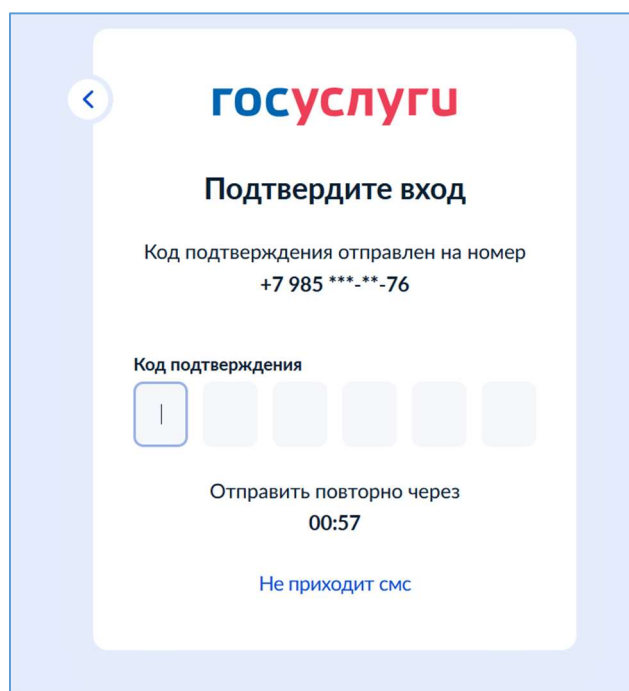 госуслуги
Подтвердите вход
Код подтверждения отправлен на номер
+7 985 ***-**-76
Код подтверждения
Отправить повторно через
00:57
Не приходит смс